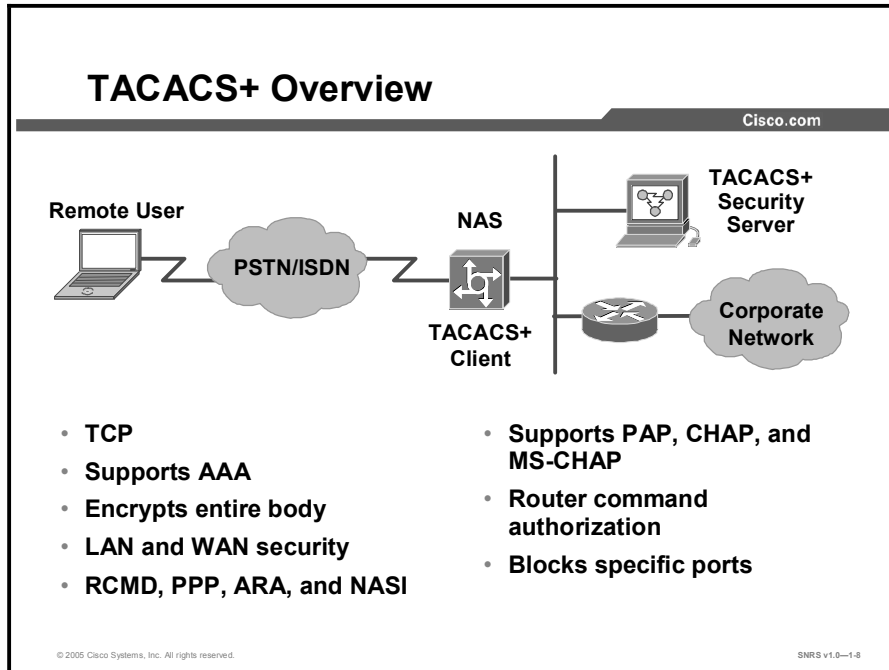 TACACS+ Overview
Cisco.com
Remote User
PSTN/ISDN
NAS
TACACS+
Client
TACACS+
Security
Server
Corporate
Network
• TCP
• Supports AAA
• Encrypts entire body
• LAN and WAN security
• RCMD, PPP, ARA, and NASI
• Supports PAP, CHAP, and
MS-CHAP
• Router command
authorization
• Blocks specific ports
© 2005 Cisco Systems, Inc. All rights reserved.
SNRS v1.0—1-8